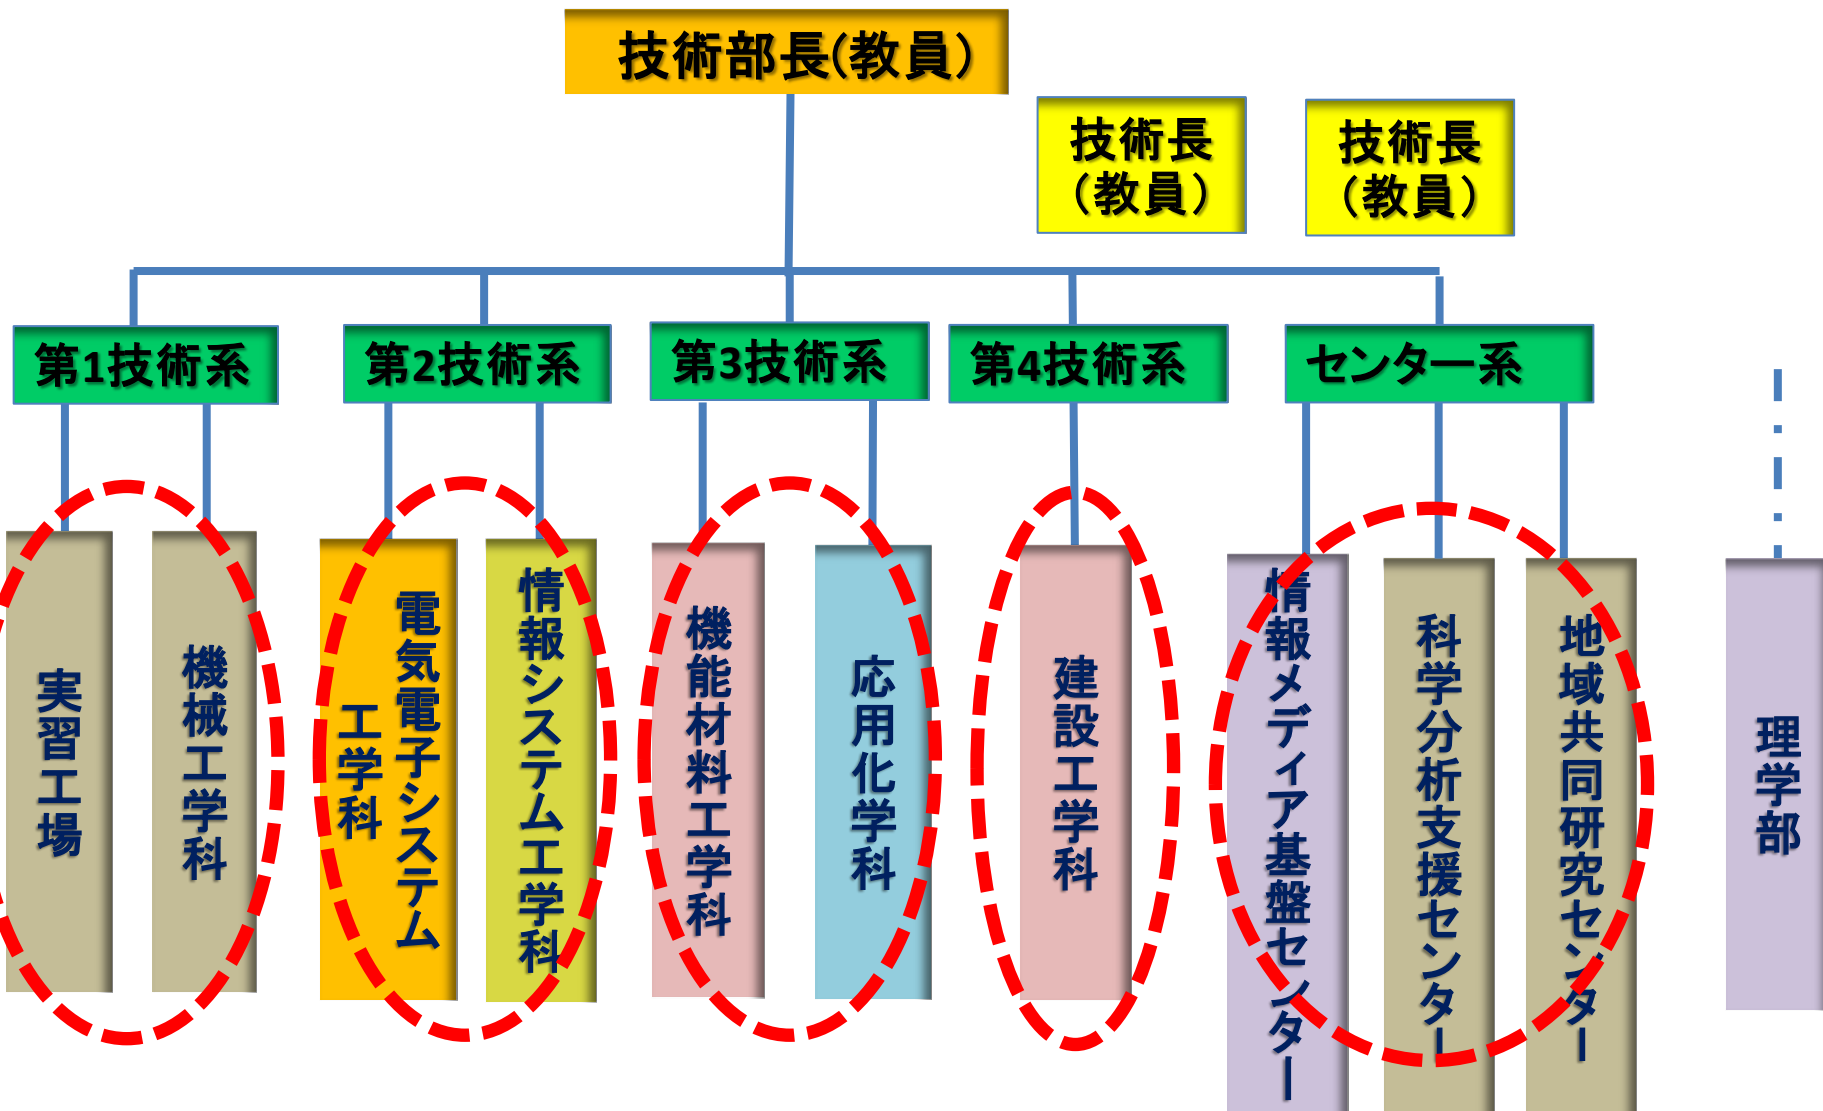 技術部長(教員)
技術長
(教員)
技術長
(教員)
第1技術系
第2技術系
第3技術系
第4技術系
センター系
実習工場
機械工学科
電気電子システム
工学科
情報システム工学科
機能材料工学科
応用化学科
建設工学科
情報メディア基盤センター
科学分析支援センター
地域共同研究センター
理学部